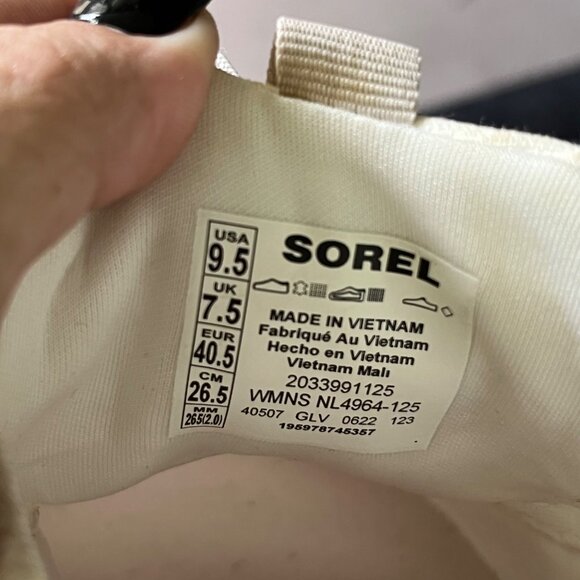 USA
9.5
UK
7.5
EUR
40.5
CM
26.5
MM
265(2.0)
SOREL
MADE IN VIETNAM
Fabriqué Au Vietnam
Hecho en Vietnam
Vietnam Malı
2033991125
WMNS NL4964-125
40507 GLV 0622 123
195978745357